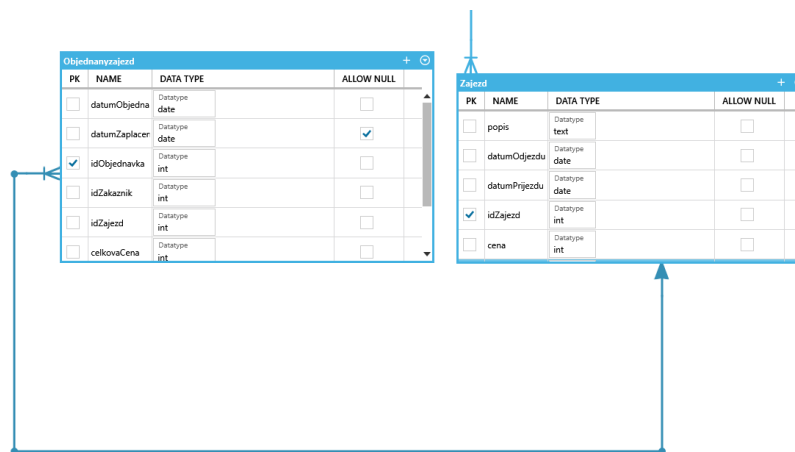 Objednanyzajezd
PK NAME DATA TYPE ALLOW NULL
datumObjedna Datatype date
datumZaplacen Datatype date
idObjednavka Datatype int
idZakaznik Datatype int
idZajezd Datatype int
celkovaCena Datatype int
Zajezd
PK NAME DATA TYPE ALLOW NULL
popis Datatype text
datumOdjezdu Datatype date
datumPrijezdu Datatype date
idZajezd Datatype int
cena Datatype int